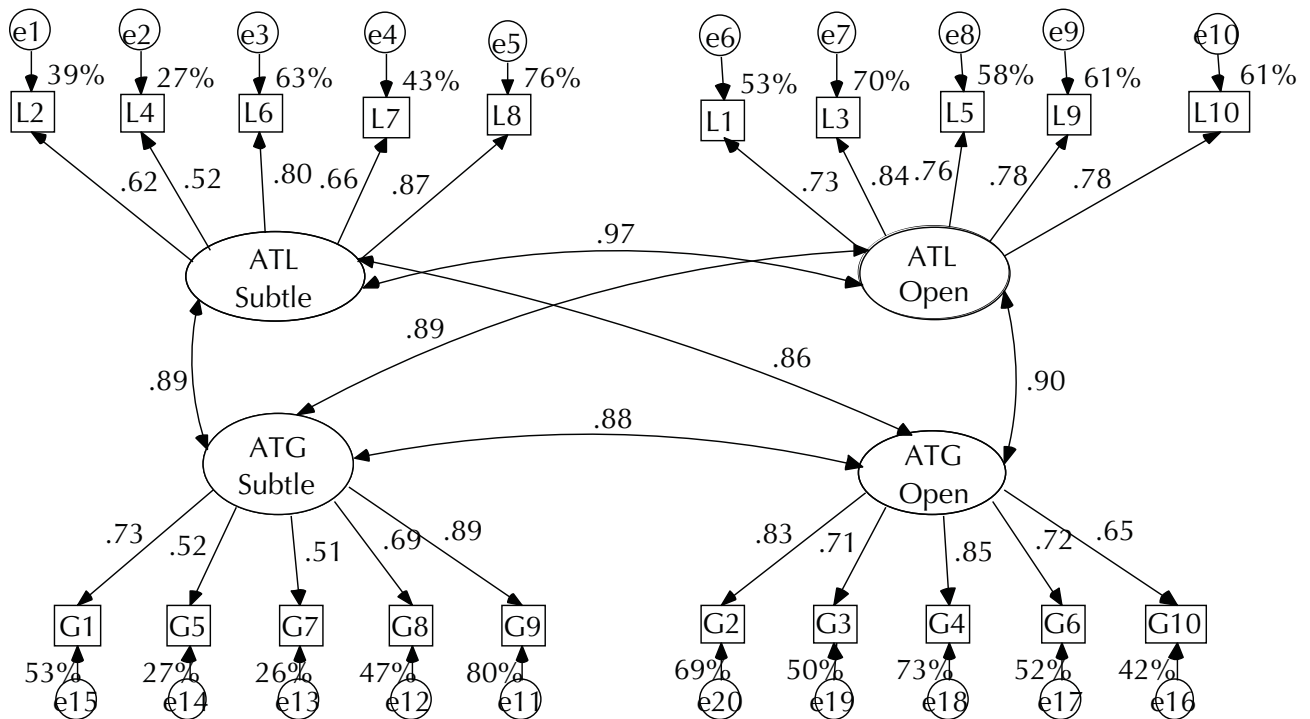 e1 e2 e3 e4 e5 e6 e7 e8 e9 e10
39% 27% 63% 43% 76% 53% 70% 58% 61% 61%
L2 L4 L6 L7 L8 L1 L3 L5 L9 L10
.62 .52 .80 .66 .87 .73 .84 .76 .78 .78
.97
ATL
Subtle
ATL
Open
.89
.86
.89
.90
.88
ATG
Subtle
ATG
Open
.73 .52 .51 .69 .89 .83 .71 .85 .72 .65
G1 G5 G7 G8 G9 G2 G3 G4 G6 G10
53% 27% 26% 47% 80% 69% 50% 73% 52% 42%
e15 e14 e13 e12 e11 e20 e19 e18 e17 e16